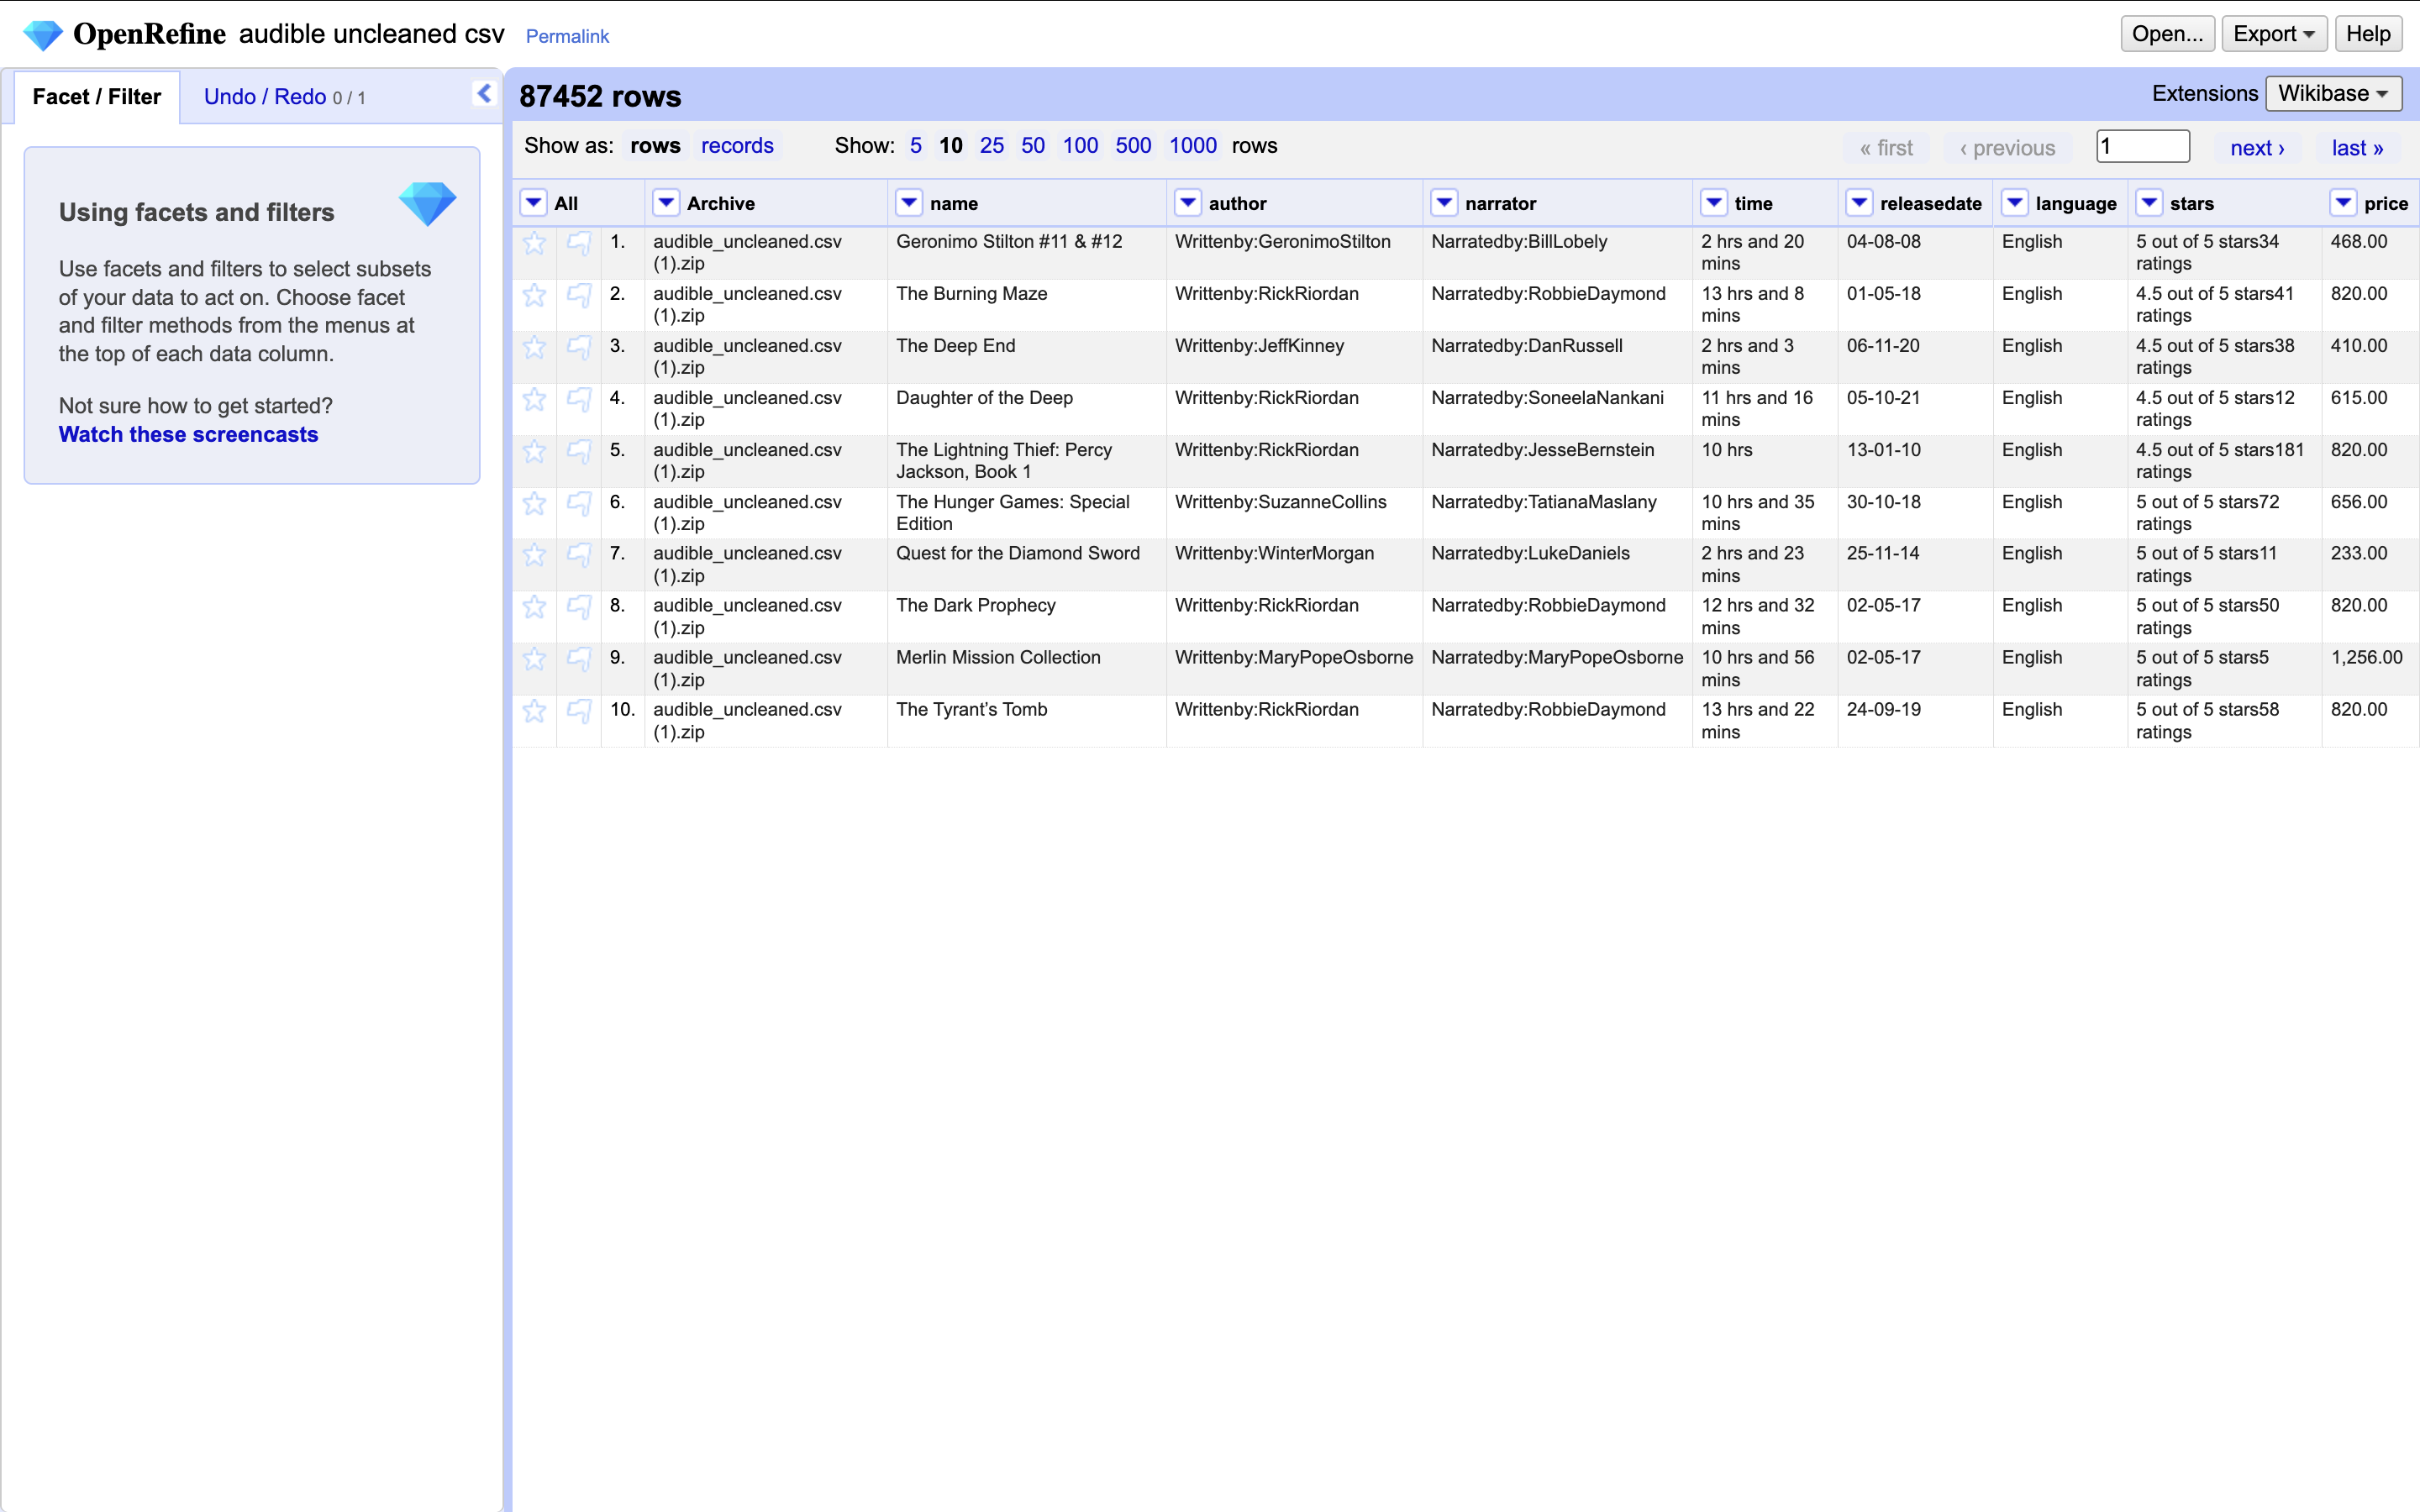 OpenRefine audible uncleaned csv Permalink
Open... Export Help
Facet / Filter Undo / Redo 0 / 1
Using facets and filters
Use facets and filters to select subsets
of your data to act on. Choose facet
and filter methods from the menus at
the top of each data column.
Not sure how to get started?
Watch these screencasts
87452 rows
Extensions Wikibase
Show as: rows records Show: 5 10 25 50 100 500 1000 rows
« first ‹ previous 1 next › last »
All Archive name author narrator time releasedate language stars price
1. audible_uncleaned.csv Geronimo Stilton #11 & #12 Writtenby:GeronimoStilton Narratedby:BillLobely 2 hrs and 20 04-08-08 English 5 out of 5 stars34 468.00
(1).zip mins ratings
2. audible_uncleaned.csv The Burning Maze Writtenby:RickRiordan Narratedby:RobbieDaymond 13 hrs and 8 01-05-18 English 4.5 out of 5 stars41 820.00
(1).zip mins ratings
3. audible_uncleaned.csv The Deep End Writtenby:JeffKinney Narratedby:DanRussell 2 hrs and 3 06-11-20 English 4.5 out of 5 stars38 410.00
(1).zip mins ratings
4. audible_uncleaned.csv Daughter of the Deep Writtenby:RickRiordan Narratedby:SoneelaNankani 11 hrs and 16 05-10-21 English 4.5 out of 5 stars12 615.00
(1).zip mins ratings
5. audible_uncleaned.csv The Lightning Thief: Percy Writtenby:RickRiordan Narratedby:JesseBernstein 10 hrs 13-01-10 English 4.5 out of 5 stars181 820.00
(1).zip Jackson, Book 1 ratings
6. audible_uncleaned.csv The Hunger Games: Special Writtenby:SuzanneCollins Narratedby:TatianaMaslany 10 hrs and 35 30-10-18 English 5 out of 5 stars72 656.00
(1).zip Edition mins ratings
7. audible_uncleaned.csv Quest for the Diamond Sword Writtenby:WinterMorgan Narratedby:LukeDaniels 2 hrs and 23 25-11-14 English 5 out of 5 stars11 233.00
(1).zip mins ratings
8. audible_uncleaned.csv The Dark Prophecy Writtenby:RickRiordan Narratedby:RobbieDaymond 12 hrs and 32 02-05-17 English 5 out of 5 stars50 820.00
(1).zip mins ratings
9. audible_uncleaned.csv Merlin Mission Collection Writtenby:MaryPopeOsborne Narratedby:MaryPopeOsborne 10 hrs and 56 02-05-17 English 5 out of 5 stars5 1,256.00
(1).zip mins ratings
10. audible_uncleaned.csv The Tyrant’s Tomb Writtenby:RickRiordan Narratedby:RobbieDaymond 13 hrs and 22 24-09-19 English 5 out of 5 stars58 820.00
(1).zip mins ratings